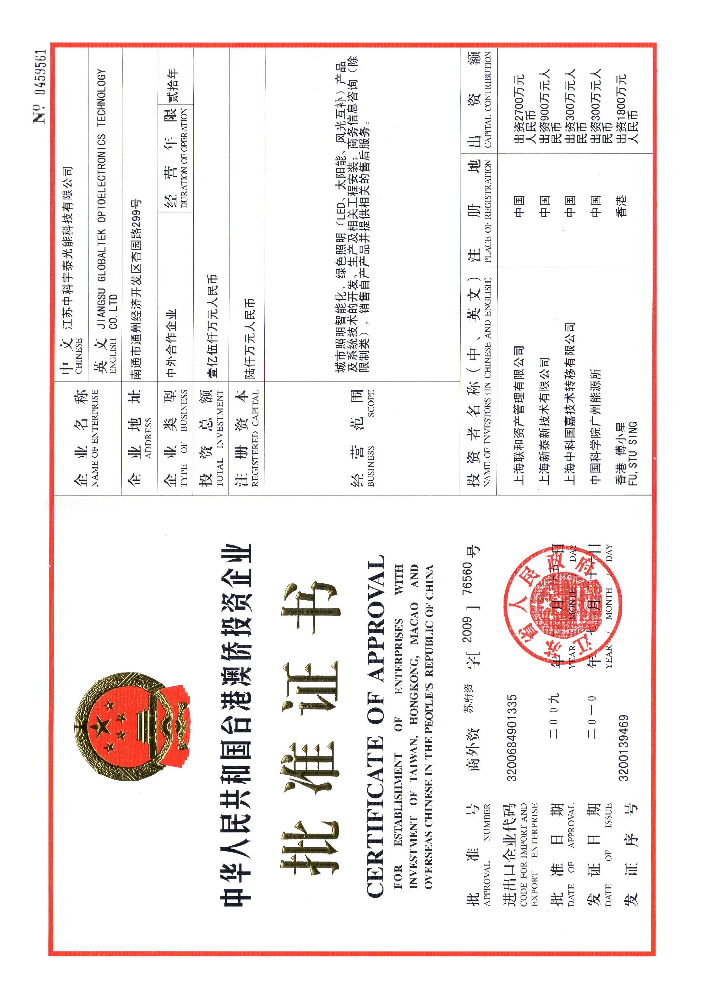 中华人民共和国台港澳侨投资企业
批准证书
CERTIFICATE OF APPROVAL
FOR ESTABLISHMENT OF ENTERPRISES WITH
INVESTMENT OF TAIWAN, HONGKONG, MACAO AND
OVERSEAS CHINESE IN THE PEOPLE'S REPUBLIC OF CHINA
批准号 商外资 苏府资 字[ 2009 ] 76560 号
APPROVAL NUMBER
进出口企业代码 3200684901335
CODE FOR IMPORT AND
EXPORT ENTERPRISE
批准日期 二00九 年 月 十五日
DATE OF APPROVAL YEAR / MONTH / DAY
发证日期 二0一0 年 七 月 日
DATE OF ISSUE YEAR / MONTH / DAY
发证序号 3200139469
江苏省人民政府
Nº 0459561
企业名称
NAME OF ENTERPRISE
中文 江苏中科宇泰光能科技有限公司
CHINESE
英文 JIANGSU GLOBALTEK OPTOELECTRONICS TECHNOLOGY
ENGLISH CO.LTD
企业地址 南通市通州经济开发区杏园路299号
ADDRESS
企业类型 中外合作企业 经营年限 贰拾年
TYPE OF BUSINESS DURATION OF OPERATION
投资总额 壹亿伍仟万元人民币
TOTAL INVESTMENT
注册资本 陆仟万元人民币
REGISTERED CAPITAL
经营范围
BUSINESS SCOPE
城市照明智能化、绿色照明（LED、太阳能、风光互补）产品
及系统技术的开发、生产及相关工程安装；商务信息咨询（除
限制类）。销售自产产品并提供相关的售后服务。
投资者名称（中、英文） 注册地 出资额
NAME OF INVESTORS (IN CHINESE AND ENGLISH) PLACE OF REGISTRATION CAPITAL CONTRIBUTION
上海联和资产管理有限公司 中国 出资2700万元
人民币
上海新泰新技术有限公司 中国 出资900万元人
民币
上海中科国嘉技术转移有限公司 中国 出资300万元人
民币
中国科学院广州能源所 中国 出资300万元人
民币
香港 傅小星 香港 出资1800万元
FU,STU SING 人民币